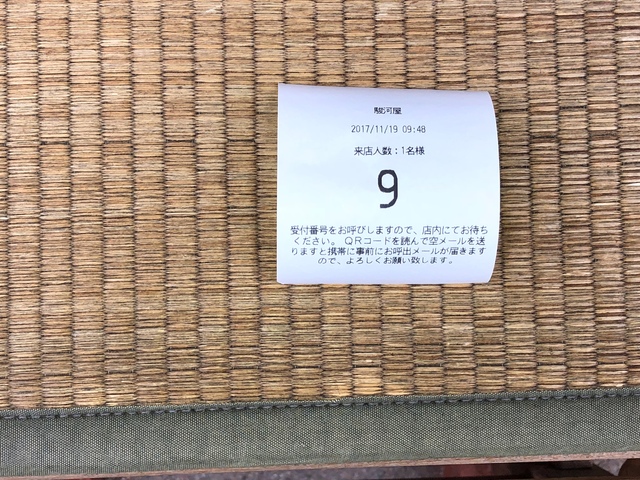 駿河屋
2017/11/19 09:48
来店人数：1名様
9
受付番号をお呼びしますので、店内にてお待ち
ください。 QRコードを読んで空メールを送
りますと携帯に事前にお呼出メールが届きます
ので、よろしくお願い致します。